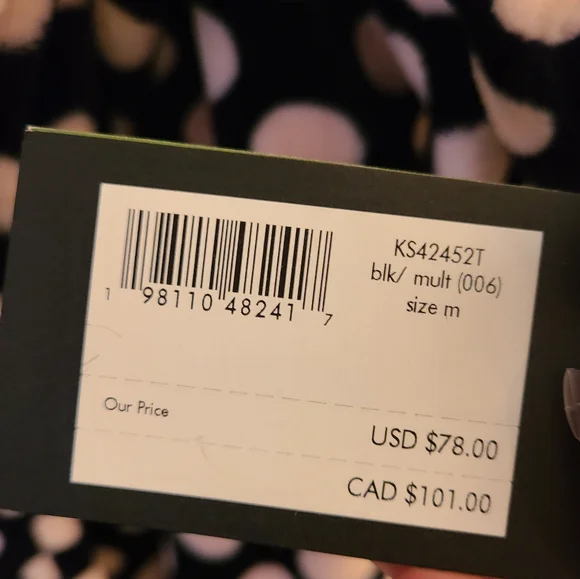 KS42452T
blk/ mult (006)
size m
1 98110 48241 7
Our Price
USD $78.00
CAD $101.00